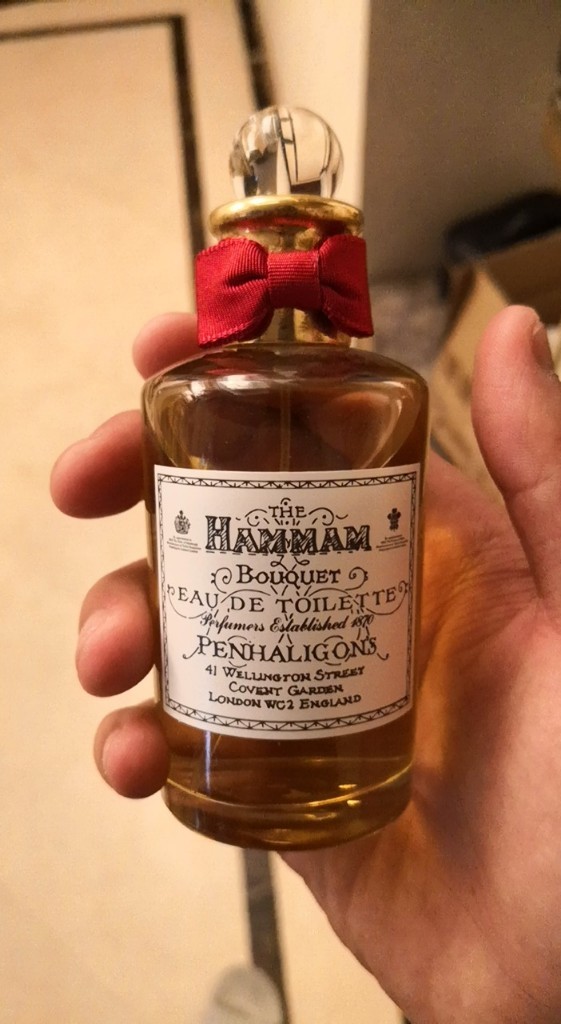 THE
HAMMAM
BOUQUET
EAU DE TOILETTE
Perfumers Established 1870
PENHALIGON'S
41 WELLINGTON STREET
COVENT GARDEN
LONDON WC2 ENGLAND